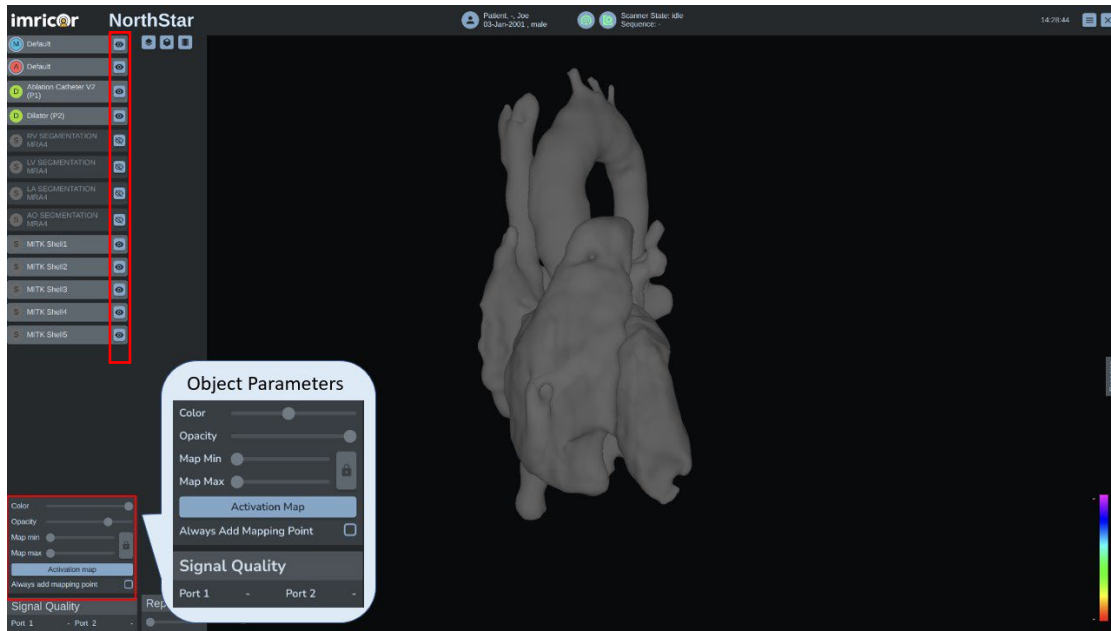 imricor NorthStar
Patient, -, Joe
03-Jan-2001 , male
Scanner State: idle
Sequence: -
14:28:44
M Default
A Default
D Ablation Catheter V2
(P1)
D Dilator (P2)
S RV SEGMENTATION
MRA4
S LV SEGMENTATION
MRA4
S LA SEGMENTATION
MRA4
S AO SEGMENTATION
MRA4
S MITK Shell1
S MITK Shell2
S MITK Shell3
S MITK Shell4
S MITK Shell5
Object Parameters
Color
Opacity
Map Min
Map Max
Activation Map
Always Add Mapping Point
Signal Quality
Port 1 - Port 2 -
Color
Opacity
Map min
Map max
Activation map
Always add mapping point
Signal Quality
Port 1 - Port 2 -
Rep